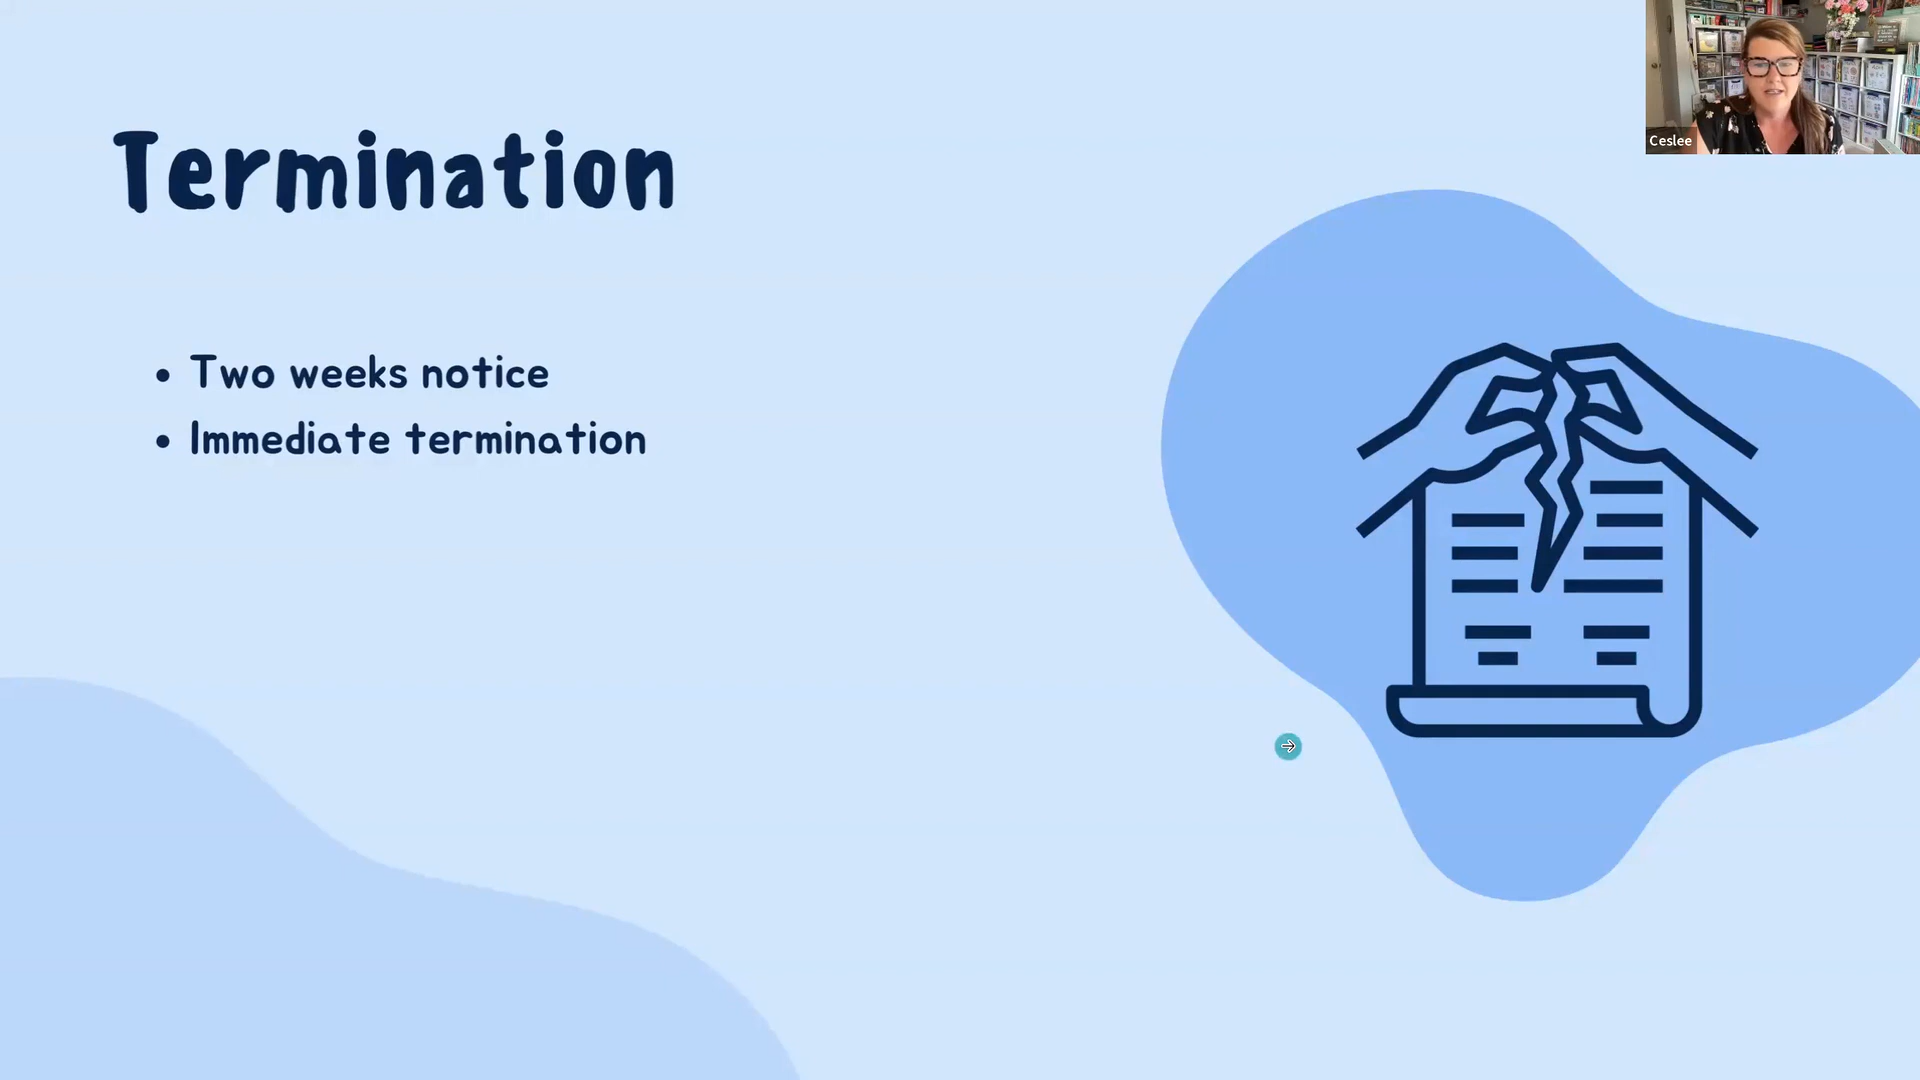 Ceslee
Termination
• Two weeks notice
• Immediate termination